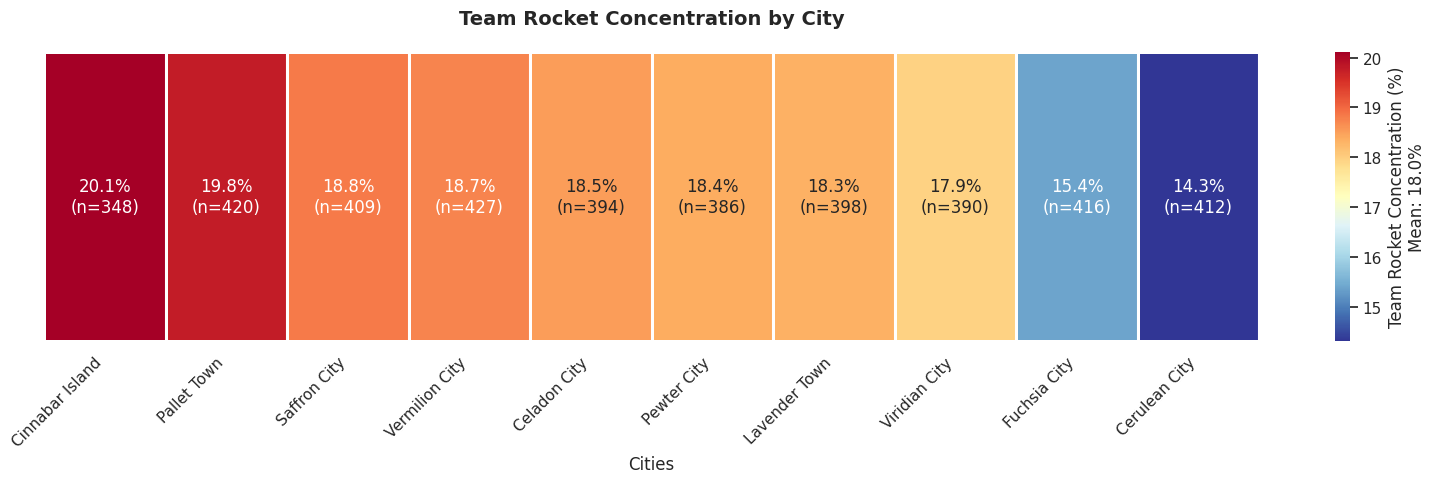 Team Rocket Concentration by City
20.1%
(n=348)
19.8%
(n=420)
18.8%
(n=409)
18.7%
(n=427)
18.5%
(n=394)
18.4%
(n=386)
18.3%
(n=398)
17.9%
(n=390)
15.4%
(n=416)
14.3%
(n=412)
Cinnabar Island
Pallet Town
Saffron City
Vermilion City
Celadon City
Pewter City
Lavender Town
Viridian City
Fuchsia City
Cerulean City
Cities
20
19
18
17
16
15
Team Rocket Concentration (%)
Mean: 18.0%